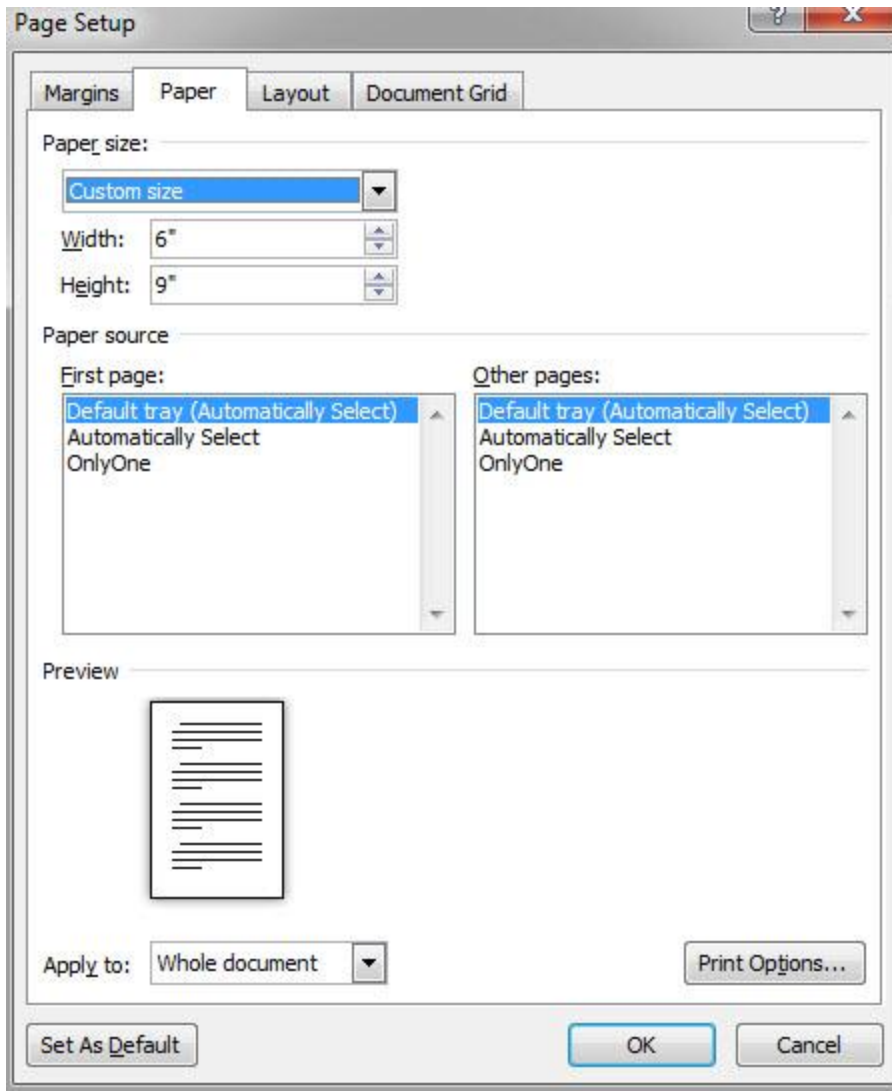 Page Setup
?
X
Margins Paper Layout Document Grid
Paper size:
Custom size
Width: 6"
Height: 9"
Paper source
First page: Other pages:
Default tray (Automatically Select) Default tray (Automatically Select)
Automatically Select Automatically Select
OnlyOne OnlyOne
Preview
Apply to: Whole document Print Options...
Set As Default OK Cancel